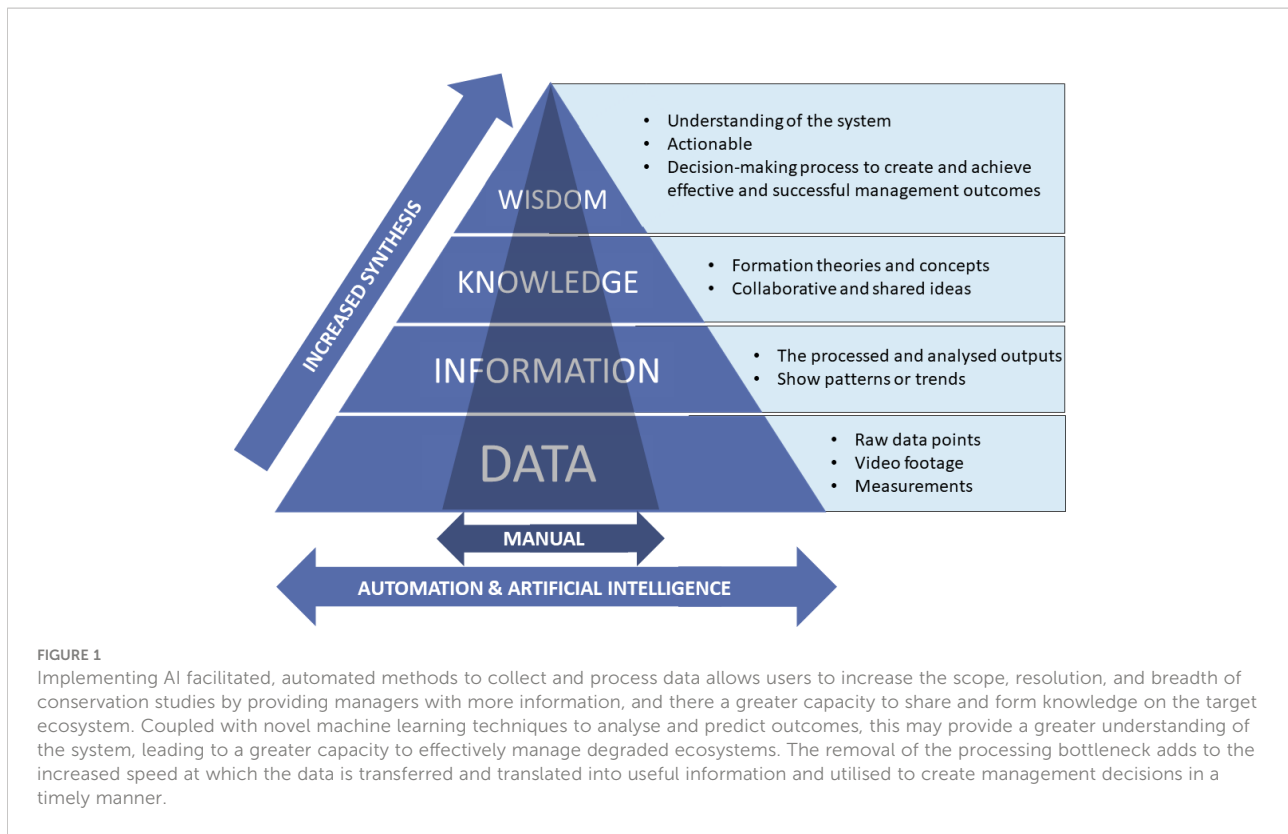 INCREASED SYNTHESIS
WISDOM
• Understanding of the system
• Actionable
• Decision-making process to create and achieve
effective and successful management outcomes
KNOWLEDGE
• Formation theories and concepts
• Collaborative and shared ideas
INFORMATION
• The processed and analysed outputs
• Show patterns or trends
DATA
• Raw data points
• Video footage
• Measurements
MANUAL
AUTOMATION & ARTIFICIAL INTELLIGENCE
FIGURE 1
Implementing AI facilitated, automated methods to collect and process data allows users to increase the scope, resolution, and breadth of
conservation studies by providing managers with more information, and there a greater capacity to share and form knowledge on the target
ecosystem. Coupled with novel machine learning techniques to analyse and predict outcomes, this may provide a greater understanding of
the system, leading to a greater capacity to effectively manage degraded ecosystems. The removal of the processing bottleneck adds to the
increased speed at which the data is transferred and translated into useful information and utilised to create management decisions in a
timely manner.